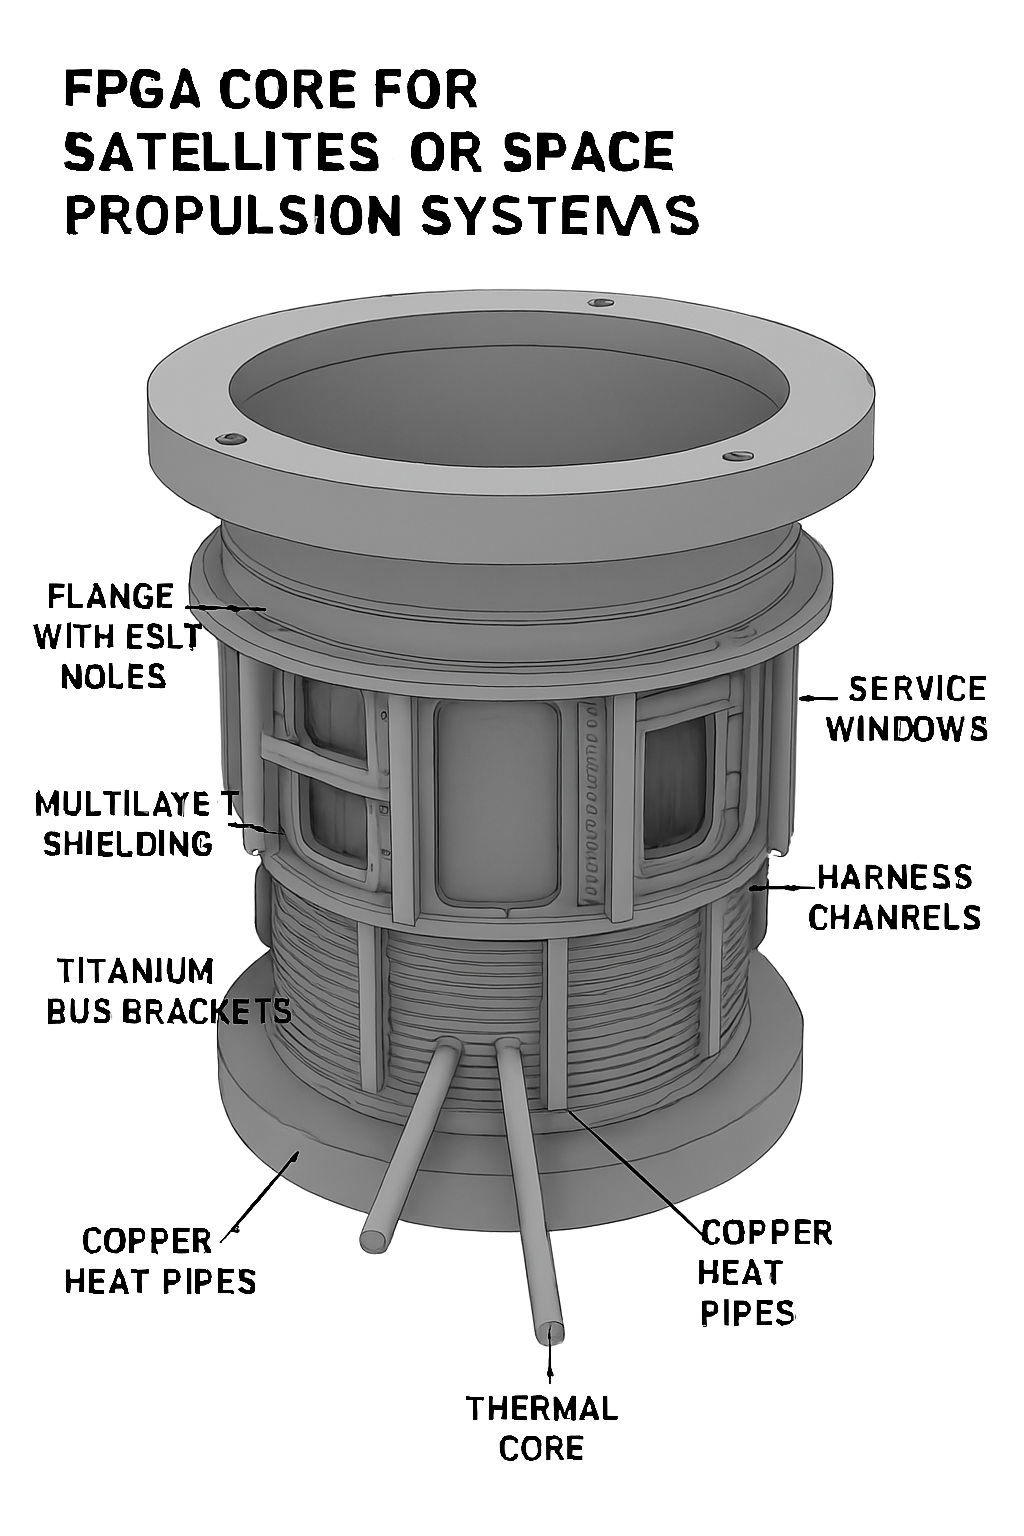 FPGA CORE FOR
SATELLITES OR SPACE
PROPULSION SYSTEMS
FLANGE
WITH ESLT
NOLES
SERVICE
WINDOWS
MULTILAYE T
SHIELDING
HARNESS
CHANRELS
TITANIUM
BUS BRACKETS
COPPER
HEAT PIPES
COPPER
HEAT
PIPES
THERMAL
CORE